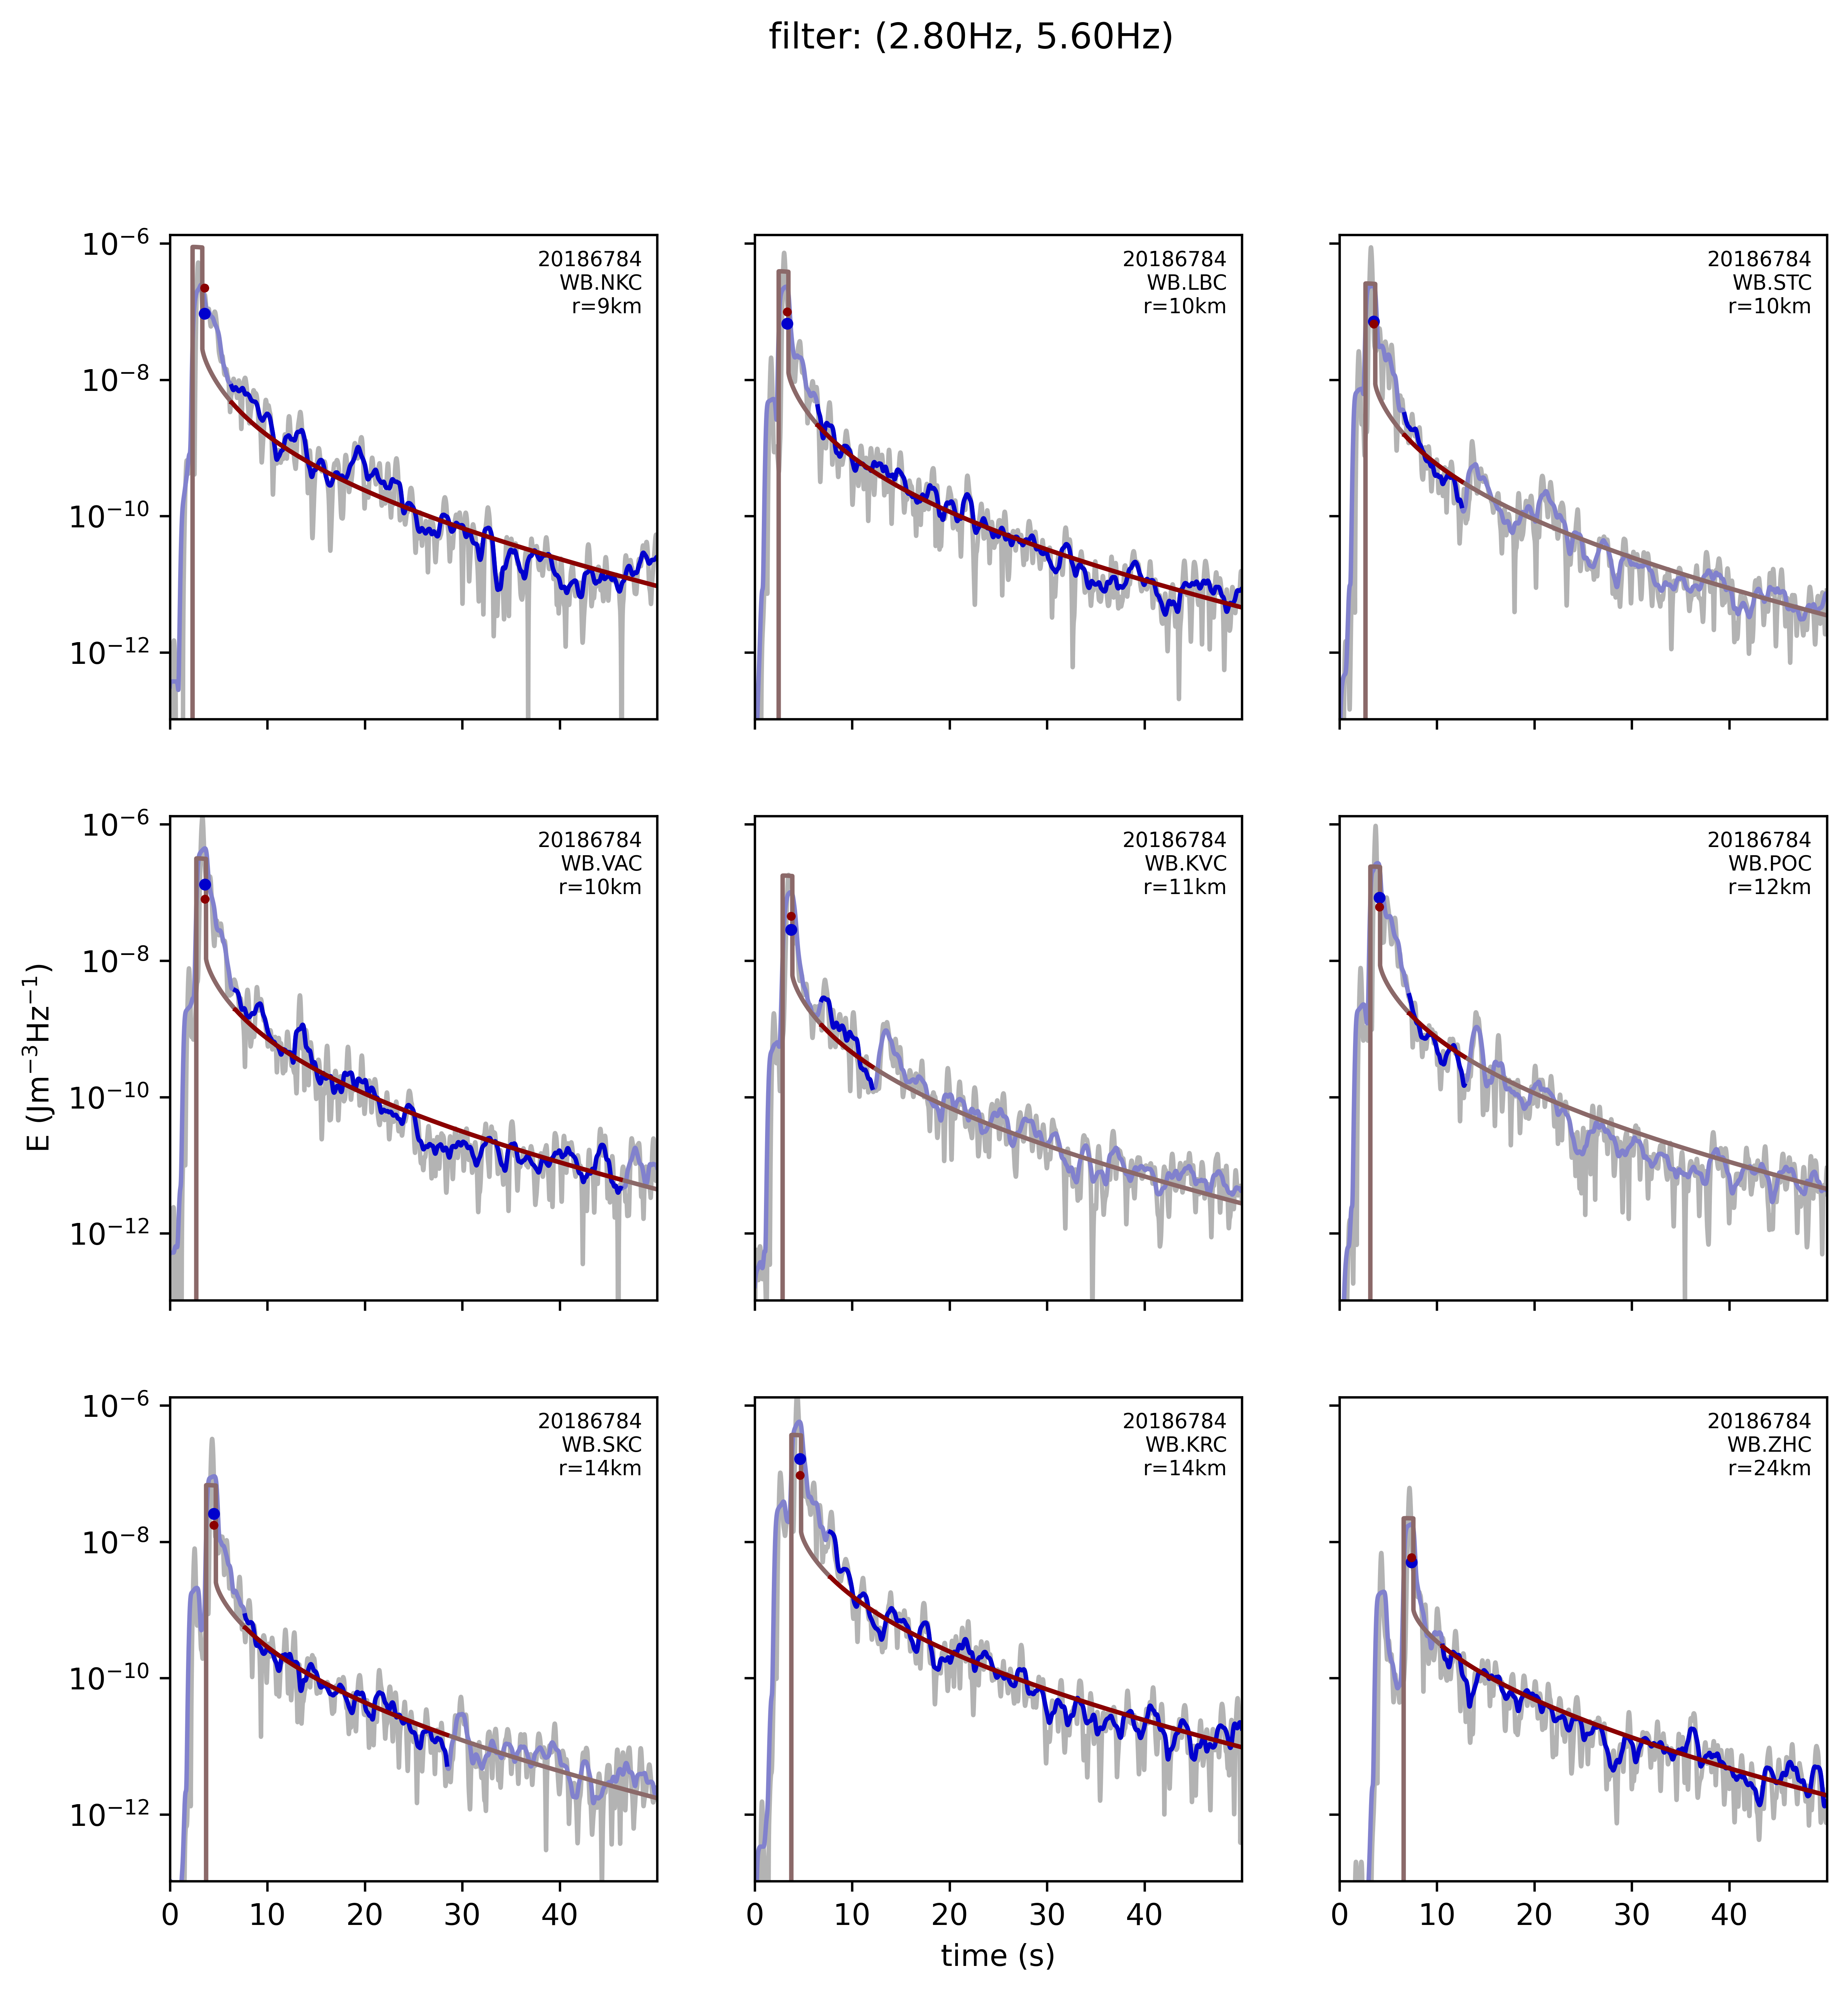 filter: (2.80Hz, 5.60Hz)
10⁻⁶
10⁻⁸
10⁻¹⁰
10⁻¹²
20186784
WB.NKC
r=9km
20186784
WB.LBC
r=10km
20186784
WB.STC
r=10km
E (Jm⁻³Hz⁻¹)
10⁻⁶
10⁻⁸
10⁻¹⁰
10⁻¹²
20186784
WB.VAC
r=10km
20186784
WB.KVC
r=11km
20186784
WB.POC
r=12km
10⁻⁶
10⁻⁸
10⁻¹⁰
10⁻¹²
20186784
WB.SKC
r=14km
20186784
WB.KRC
r=14km
20186784
WB.ZHC
r=24km
0 10 20 30 40
0 10 20 30 40
0 10 20 30 40
time (s)